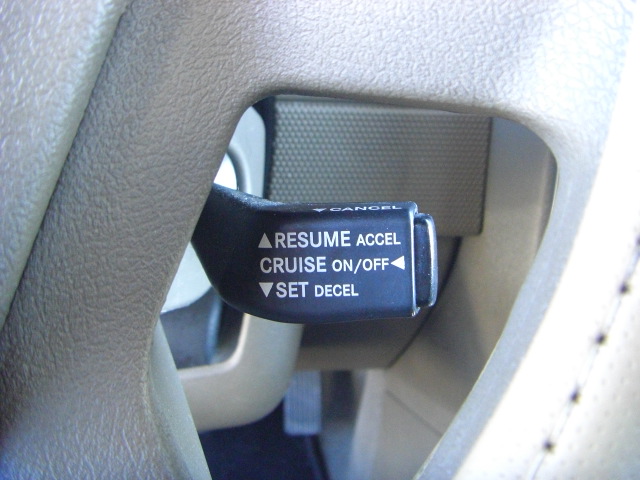 ▼CANCEL
▲RESUME ACCEL
CRUISE ON/OFF◀
▼SET DECEL